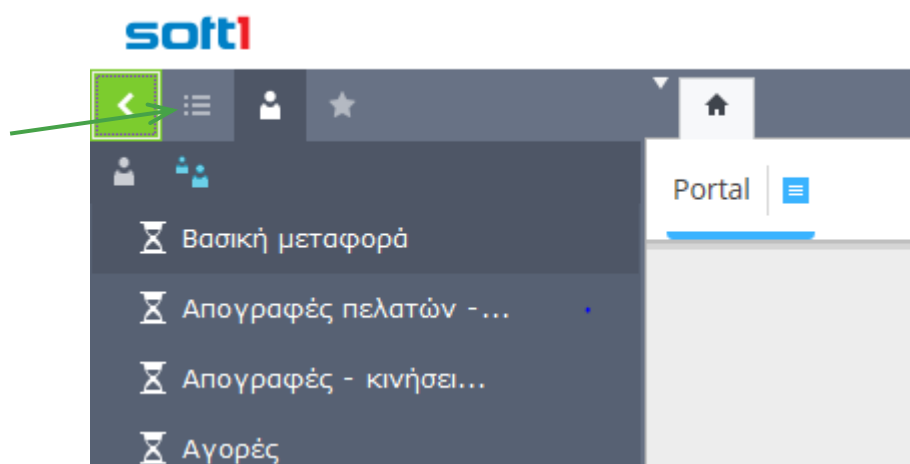 soft1
Portal
Βασική μεταφορά
Απογραφές πελατών -...
Απογραφές - κινήσει...
Αγορές